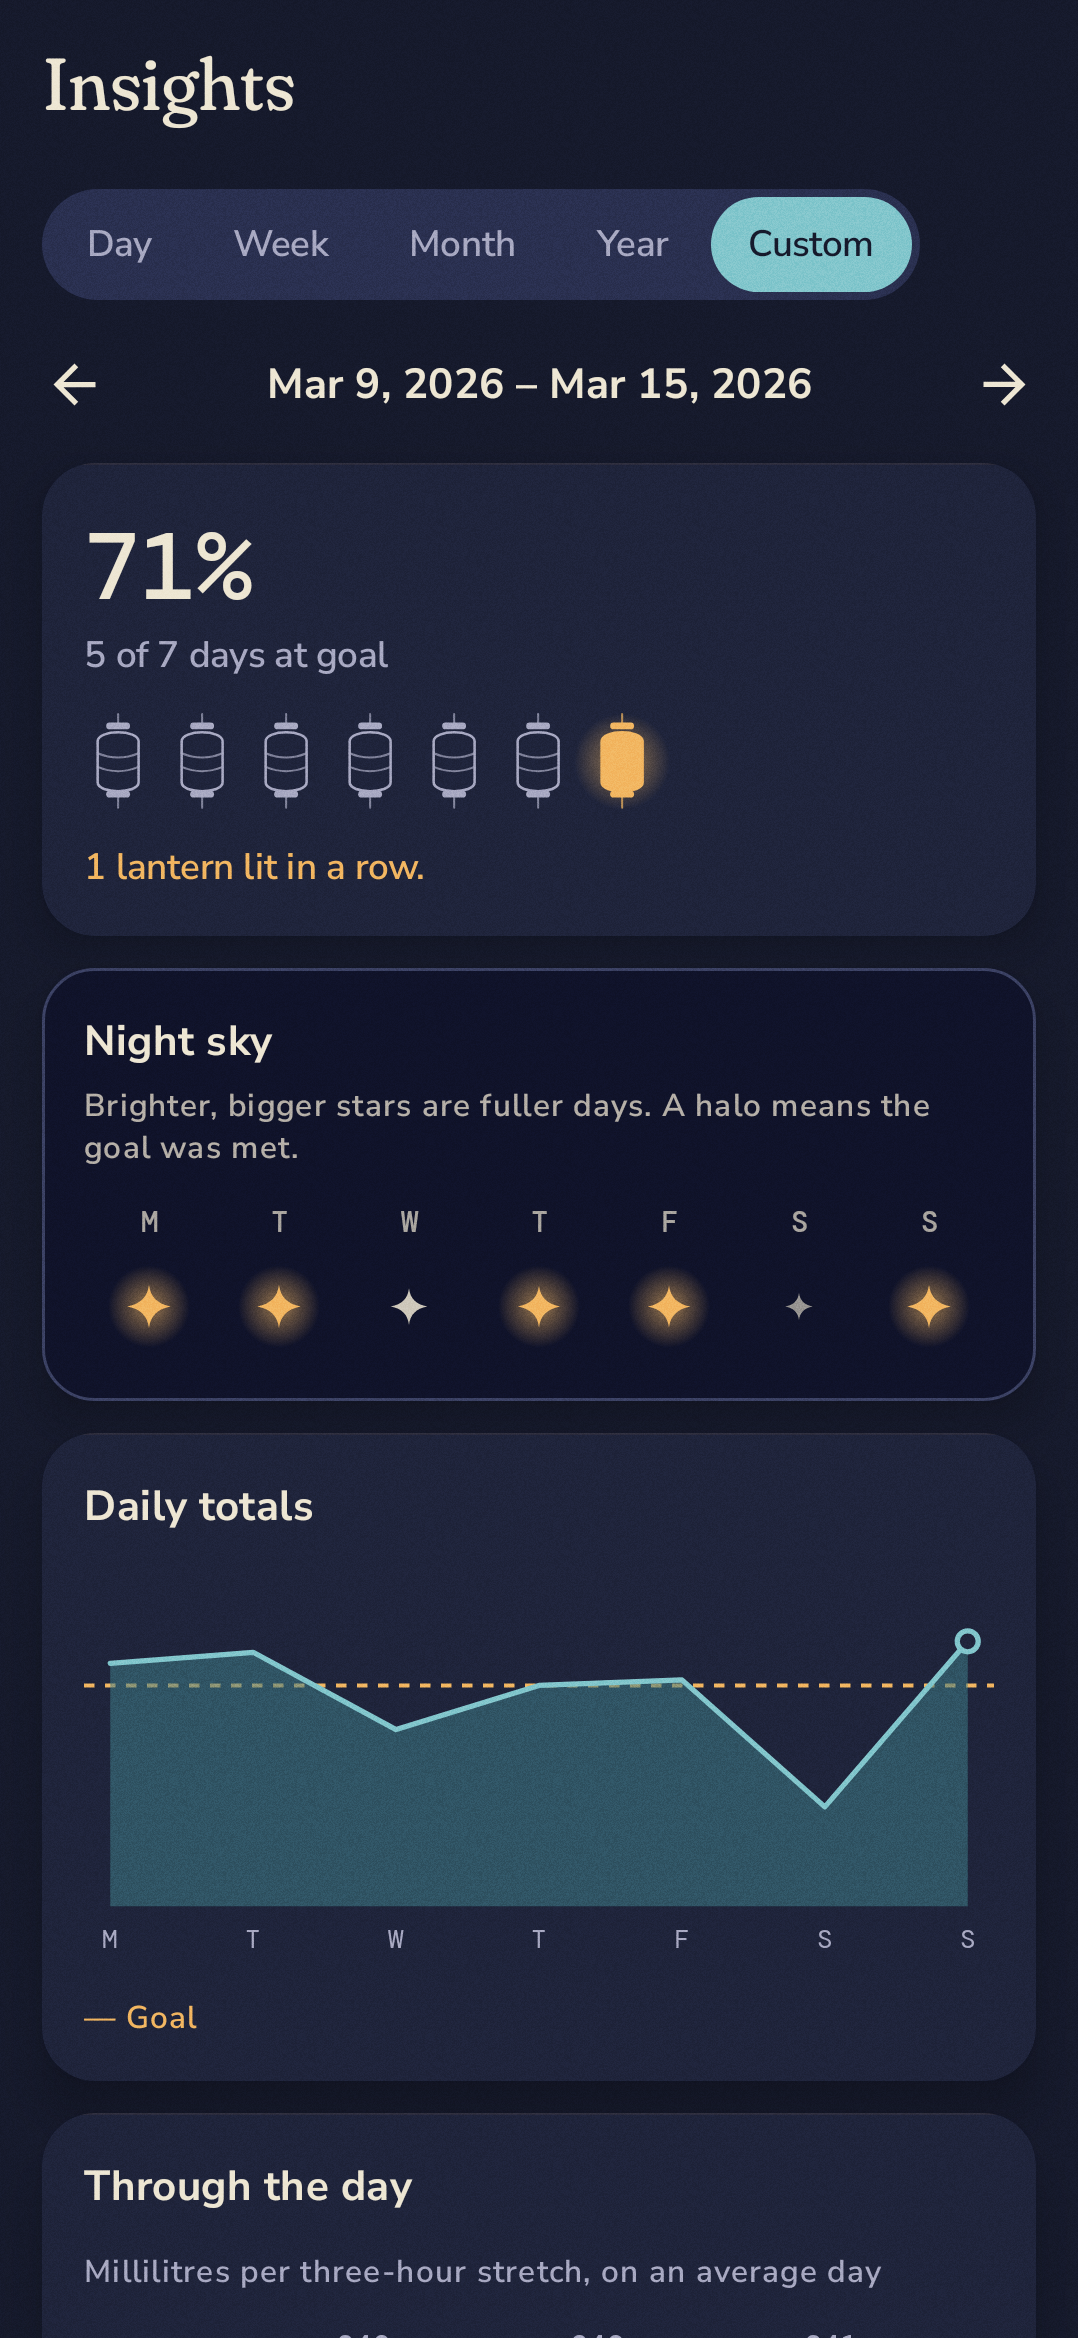 Insights
Day Week Month Year Custom
Mar 9, 2026 – Mar 15, 2026
71%
5 of 7 days at goal
1 lantern lit in a row.
Night sky
Brighter, bigger stars are fuller days. A halo means the
goal was met.
M T W T F S S
Daily totals
M T W T F S S
— Goal
Through the day
Millilitres per three-hour stretch, on an average day